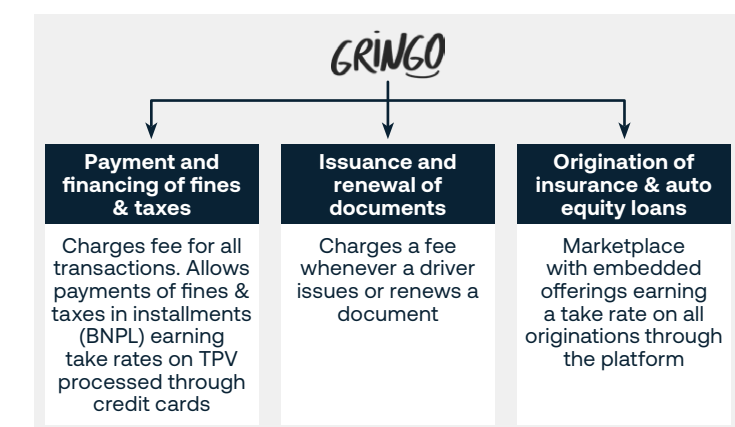 GRINGO
Payment and
financing of fines
& taxes
Charges fee for all
transactions. Allows
payments of fines &
taxes in installments
(BNPL) earning
take rates on TPV
processed through
credit cards
Issuance and
renewal of
documents
Charges a fee
whenever a driver
issues or renews a
document
Origination of
insurance & auto
equity loans
Marketplace
with embedded
offerings earning
a take rate on all
originations through
the platform